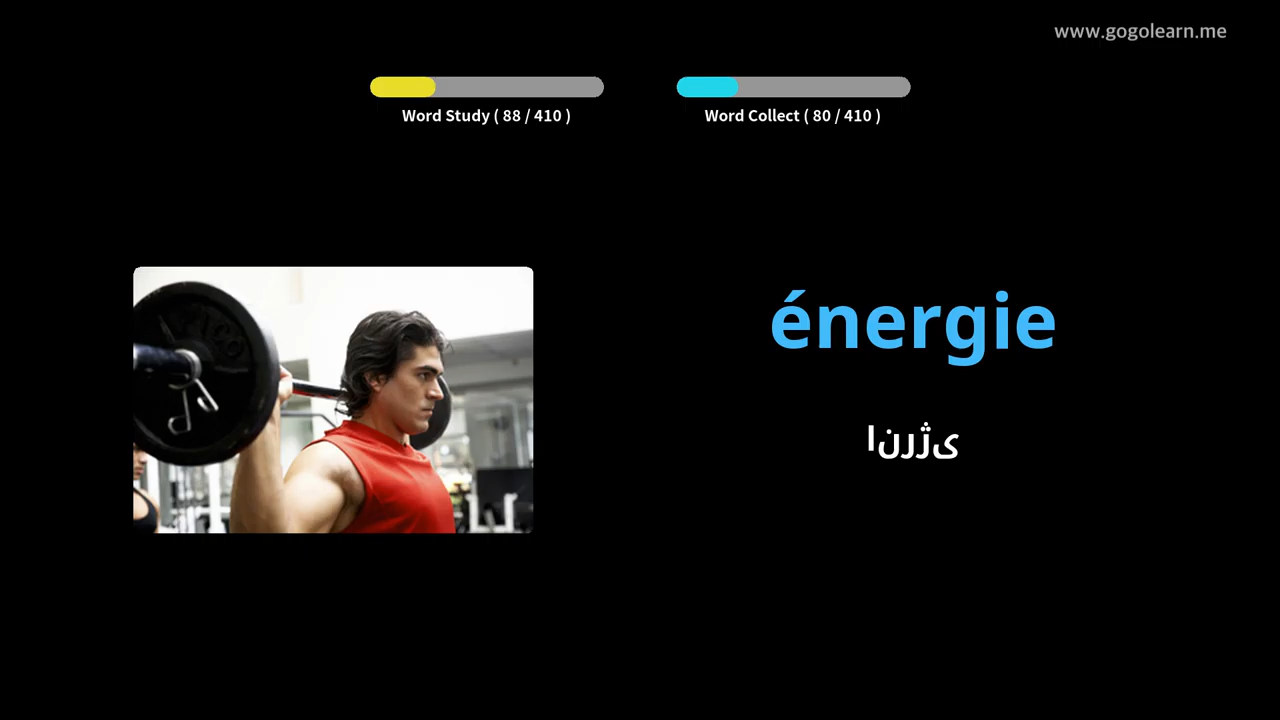 www.gogolearn.me
Word Study ( 88 / 410 )
Word Collect ( 80 / 410 )
énergie
انرژی